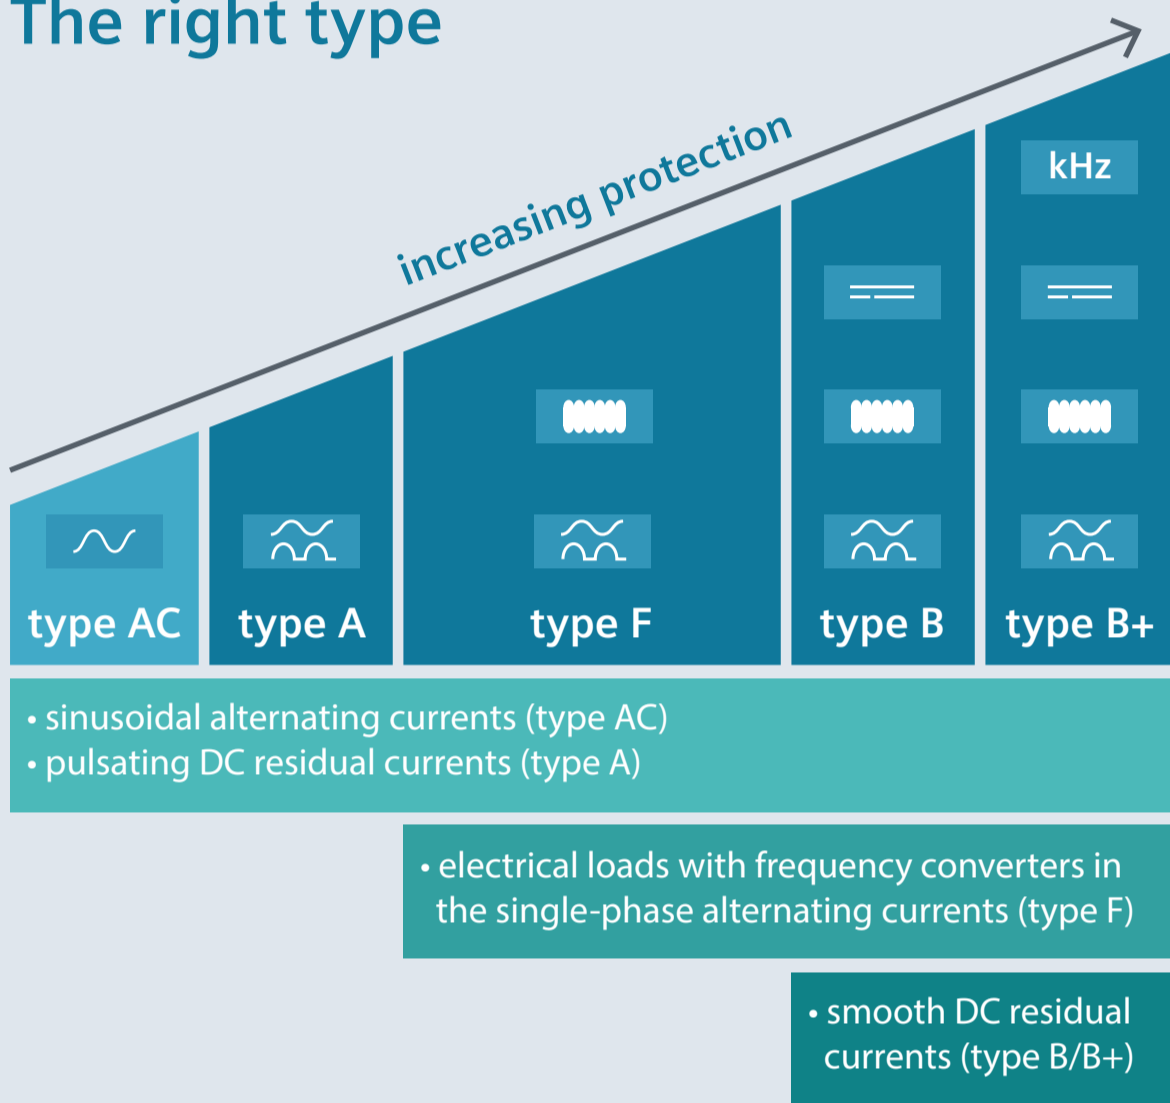 The right type
increasing protection
kHz
type AC
type A
type F
type B
type B+
• sinusoidal alternating currents (type AC)
• pulsating DC residual currents (type A)
• electrical loads with frequency converters in
the single-phase alternating currents (type F)
• smooth DC residual
currents (type B/B+)